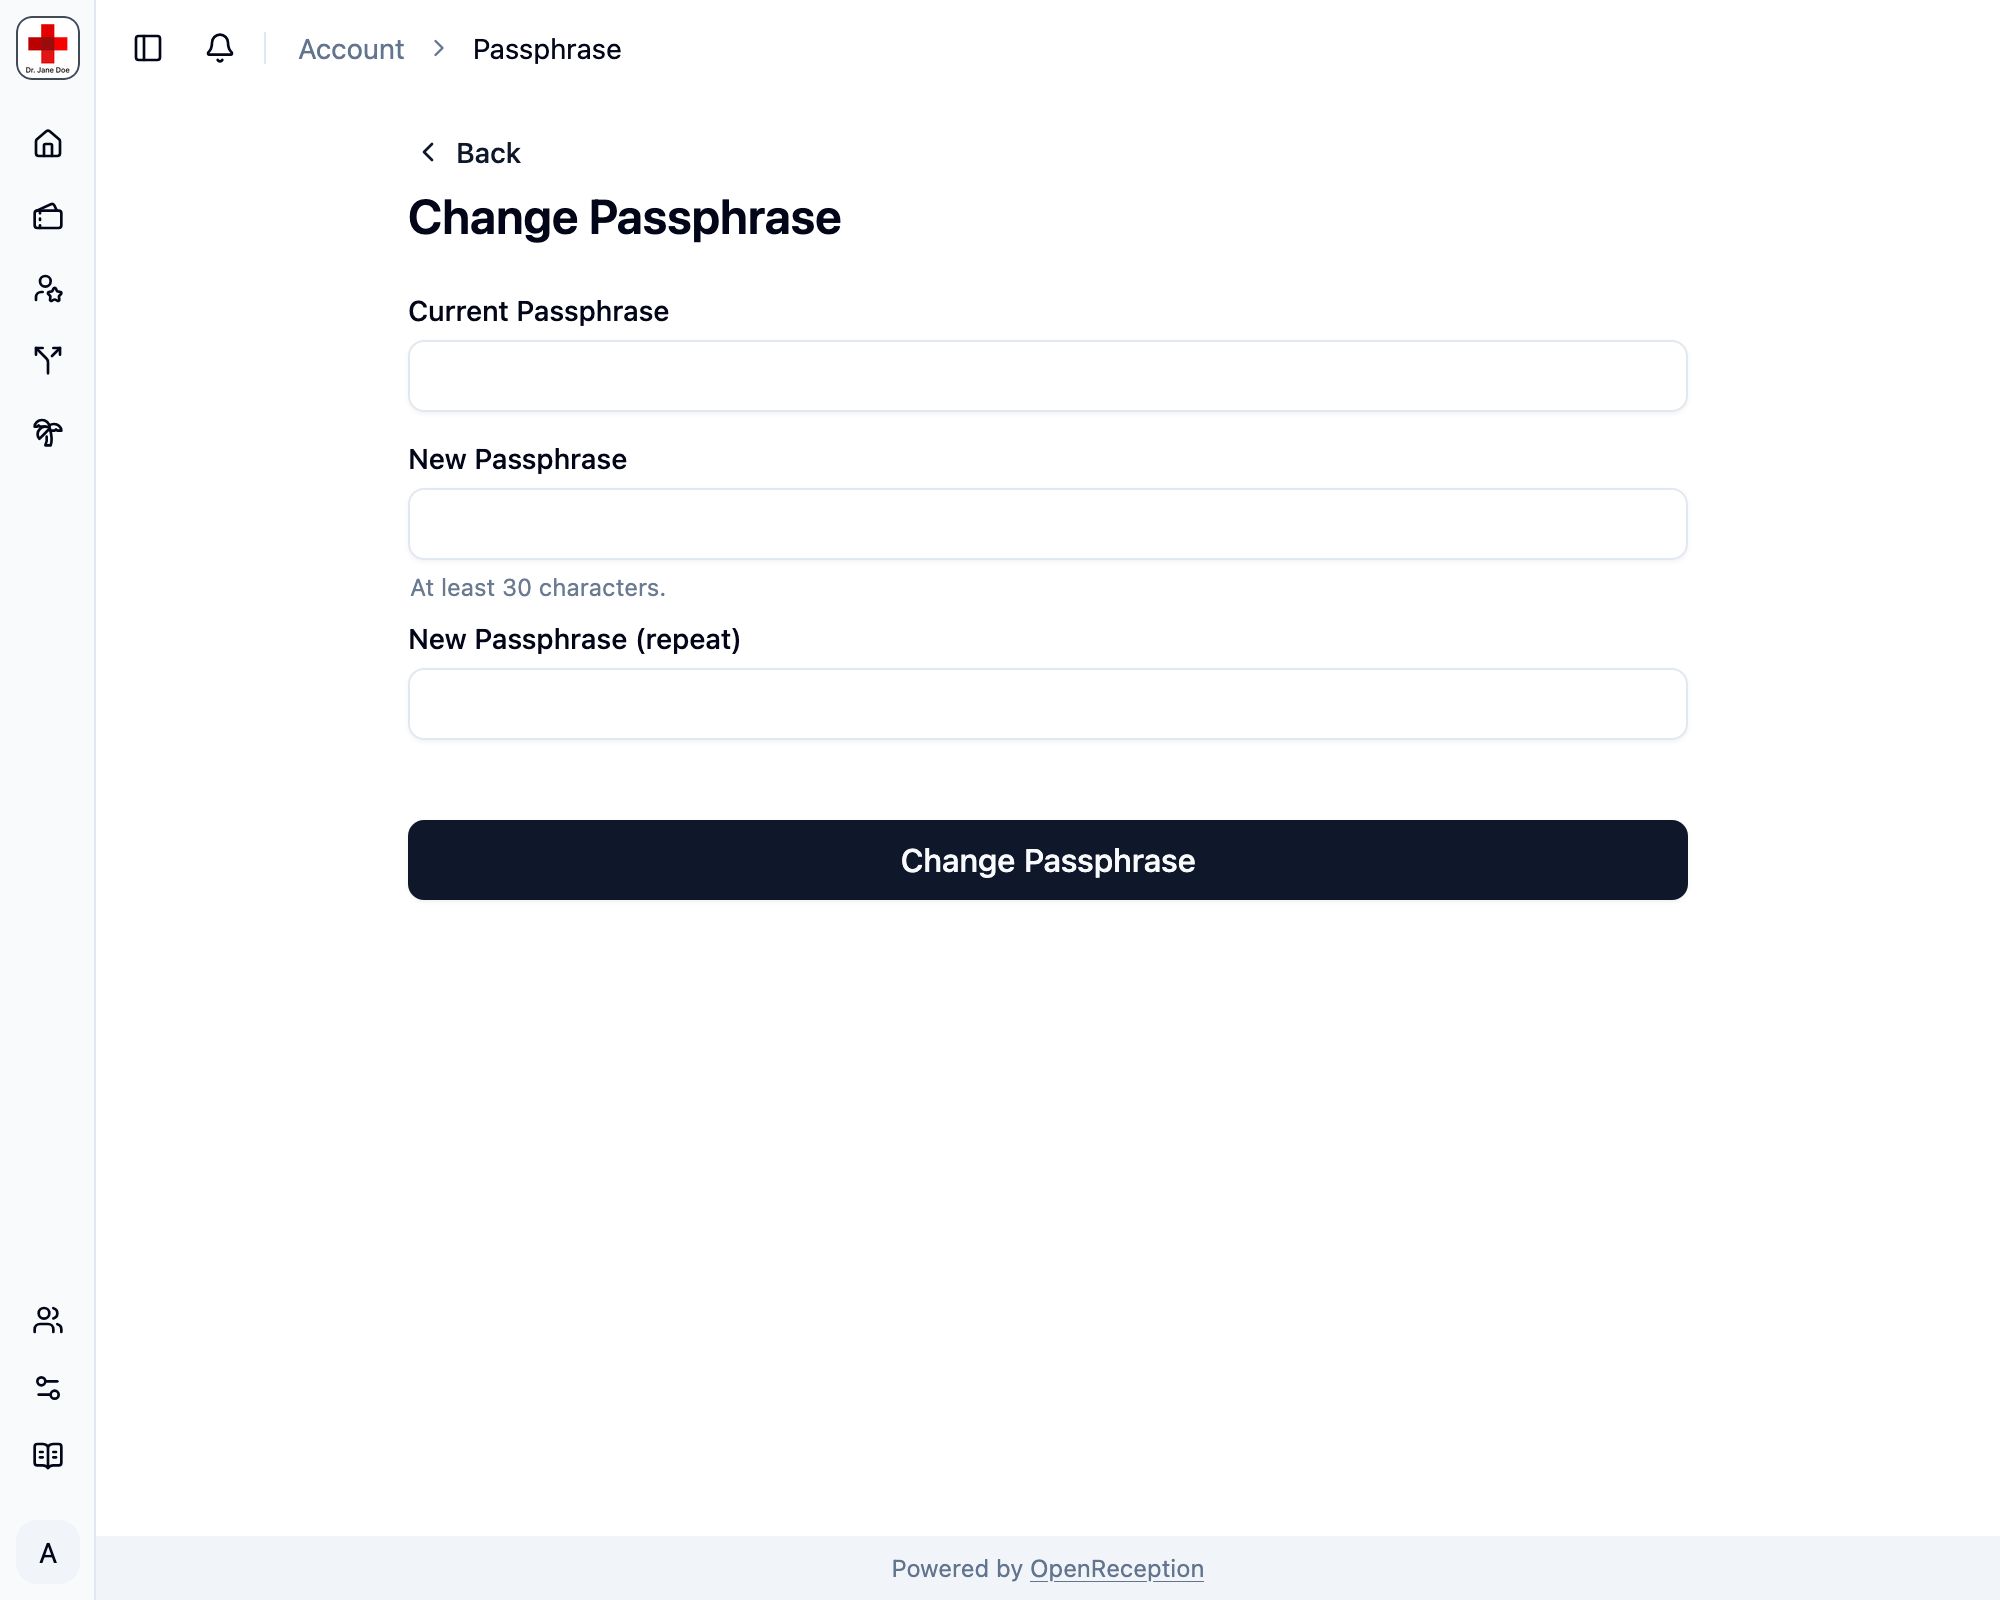 Dr. Jane Doe
Account
Passphrase
Back
Change Passphrase
Current Passphrase
New Passphrase
At least 30 characters.
New Passphrase (repeat)
Change Passphrase
A
Powered by OpenReception